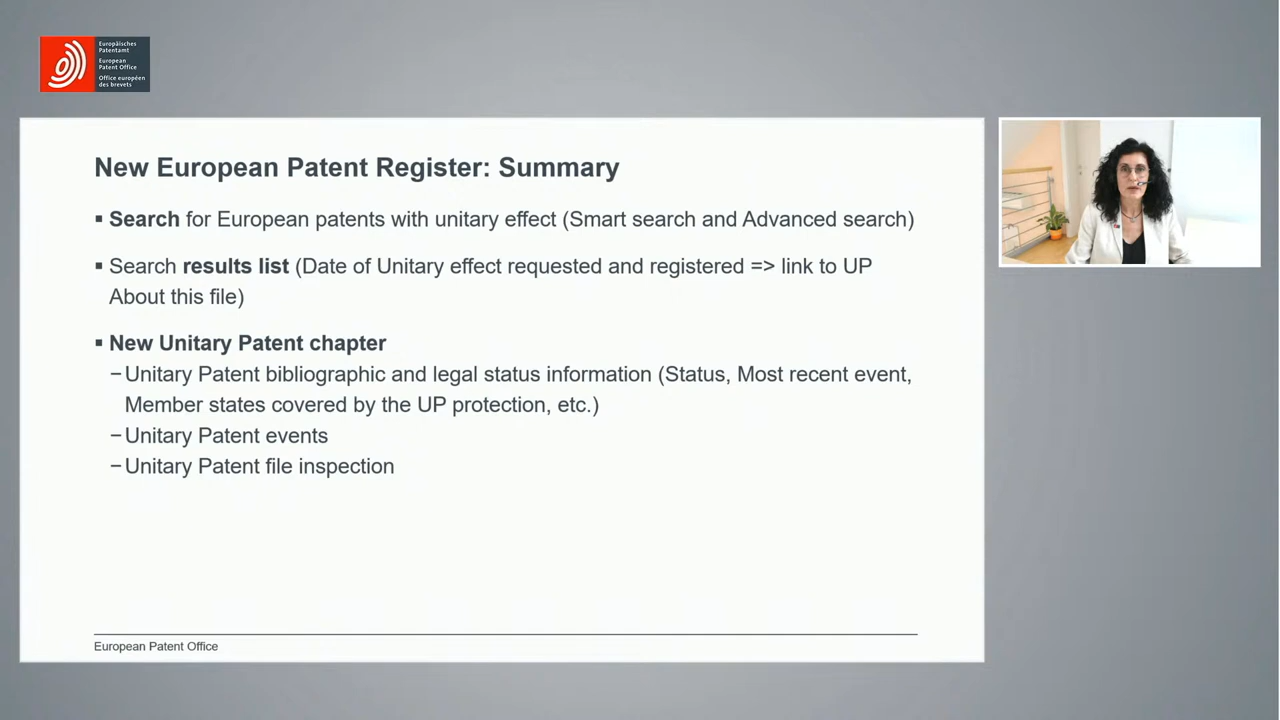 Europäisches
Patentamt
European
Patent Office
Office européen
des brevets
New European Patent Register: Summary
▪ Search for European patents with unitary effect (Smart search and Advanced search)
▪ Search results list (Date of Unitary effect requested and registered => link to UP
About this file)
▪ New Unitary Patent chapter
−Unitary Patent bibliographic and legal status information (Status, Most recent event,
Member states covered by the UP protection, etc.)
−Unitary Patent events
−Unitary Patent file inspection
European Patent Office